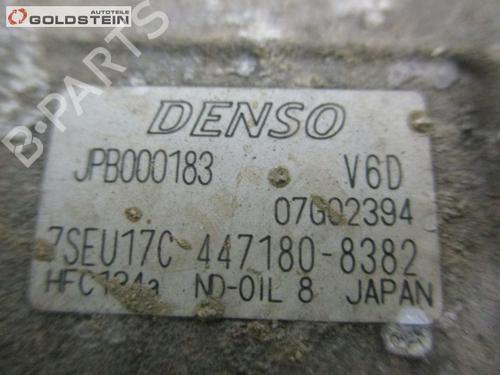 Autoteile
GOLDSTEIN
B-PARTS
DENSO
JPB000183 V6D
07G02394
7SEU17C 447180-8382
HFC134a ND-OIL 8 JAPAN